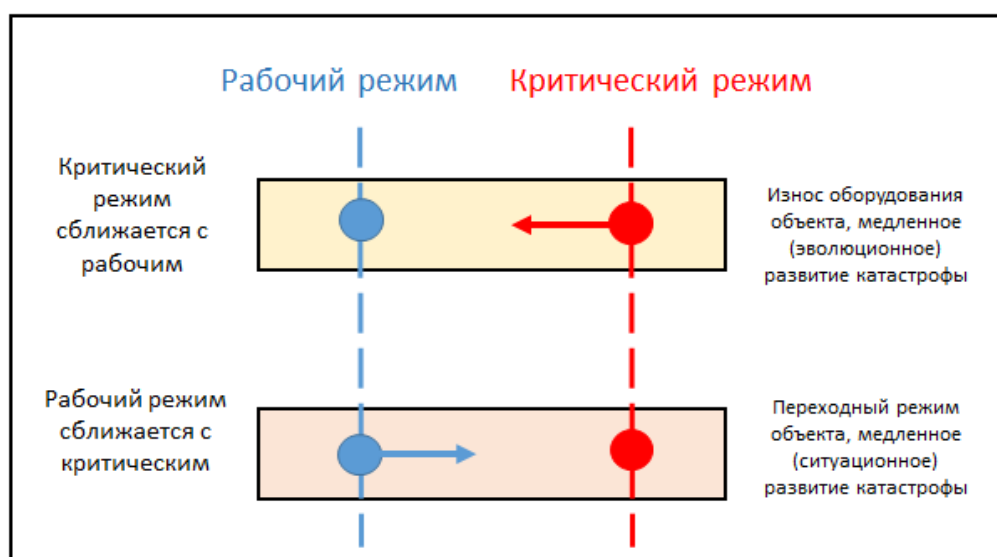 Рабочий режим
Критический режим
Критический
режим
сближается с
рабочим
Износ оборудования
объекта, медленное
(эволюционное)
развитие катастрофы
Рабочий режим
сближается с
критическим
Переходный режим
объекта, медленное
(ситуационное)
развитие катастрофы